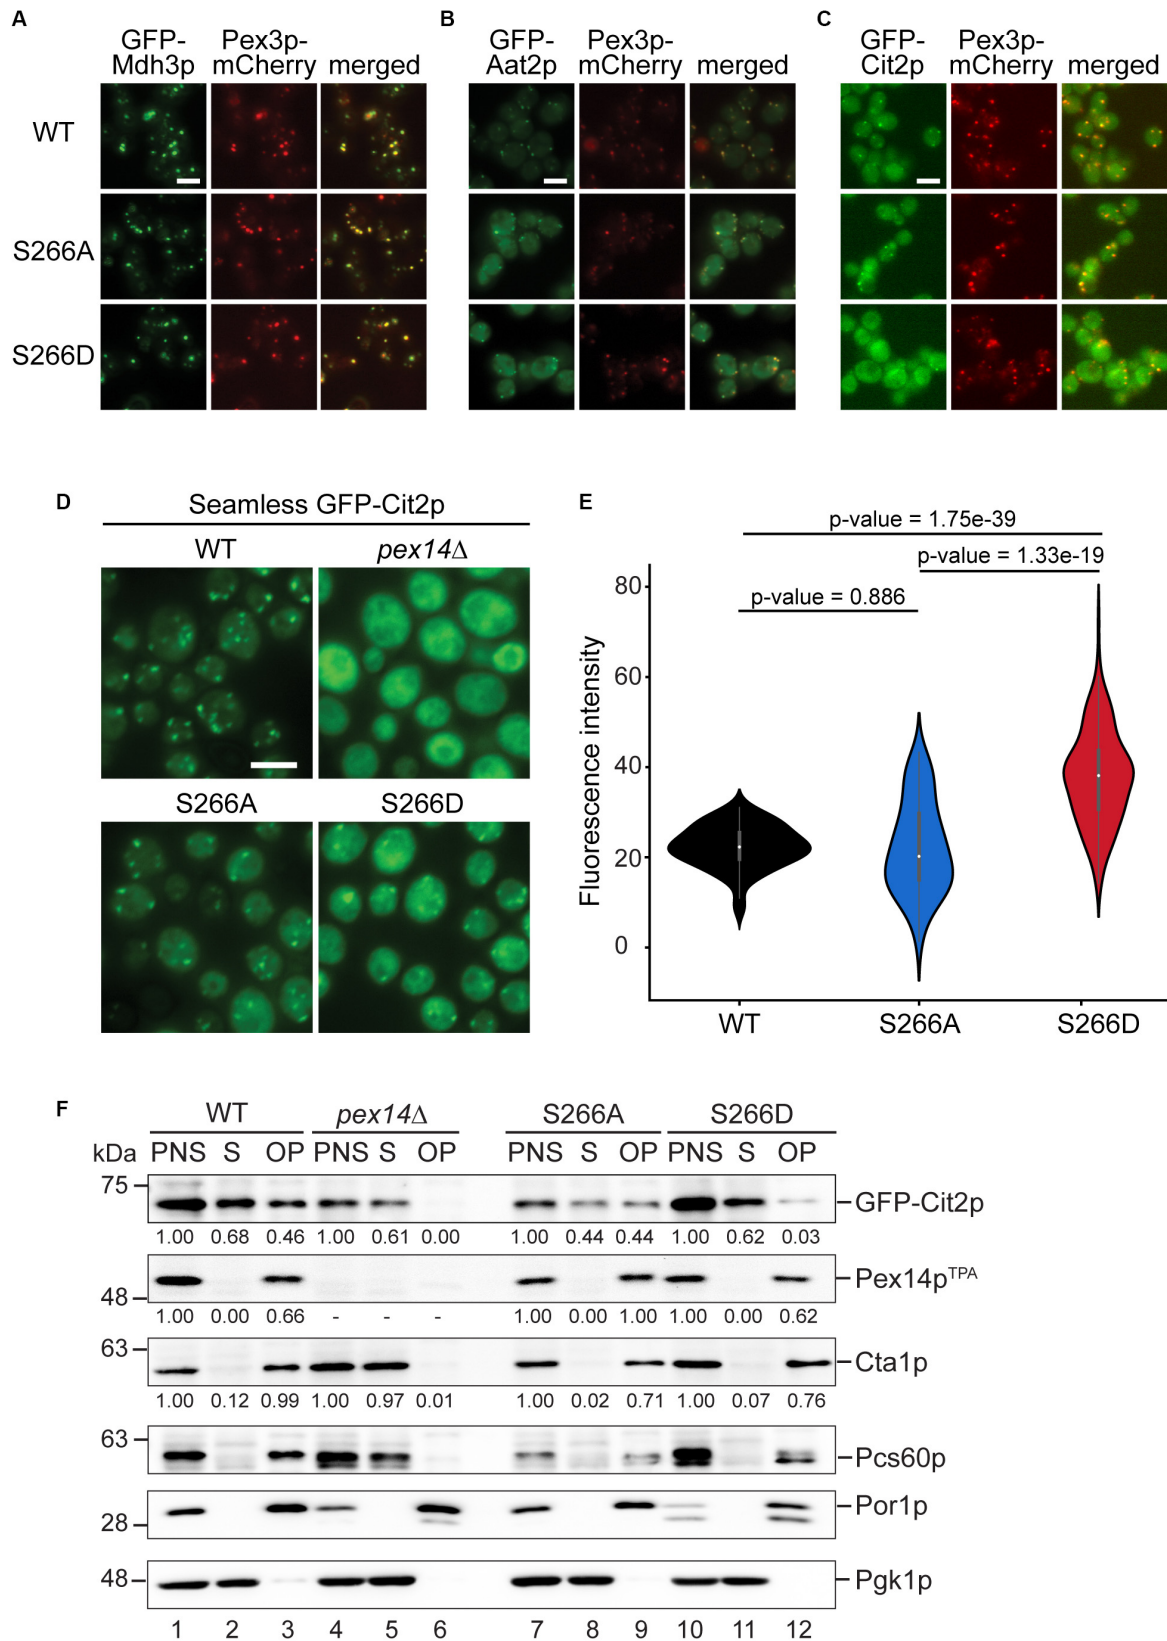 A
GFP-
Mdh3p
Pex3p-
mCherry
merged
WT
S266A
S266D
B
GFP-
Aat2p
Pex3p-
mCherry
merged
C
GFP-
Cit2p
Pex3p-
mCherry
merged
D
Seamless GFP-Cit2p
WT
pex14Δ
S266A
S266D
E
p-value = 1.75e-39
p-value = 1.33e-19
p-value = 0.886
Fluorescence intensity
80
60
40
20
0
WT
S266A
S266D
F
WT
pex14Δ
S266A
S266D
kDa
PNS S OP PNS S OP PNS S OP PNS S OP
75
GFP-Cit2p
1.00 0.68 0.46 1.00 0.61 0.00 1.00 0.44 0.44 1.00 0.62 0.03
48
Pex14pTPA
1.00 0.00 0.66 - - - 1.00 0.00 1.00 1.00 0.00 0.62
63
Cta1p
1.00 0.12 0.99 1.00 0.97 0.01 1.00 0.02 0.71 1.00 0.07 0.76
63
Pcs60p
28
Por1p
48
Pgk1p
1 2 3 4 5 6 7 8 9 10 11 12